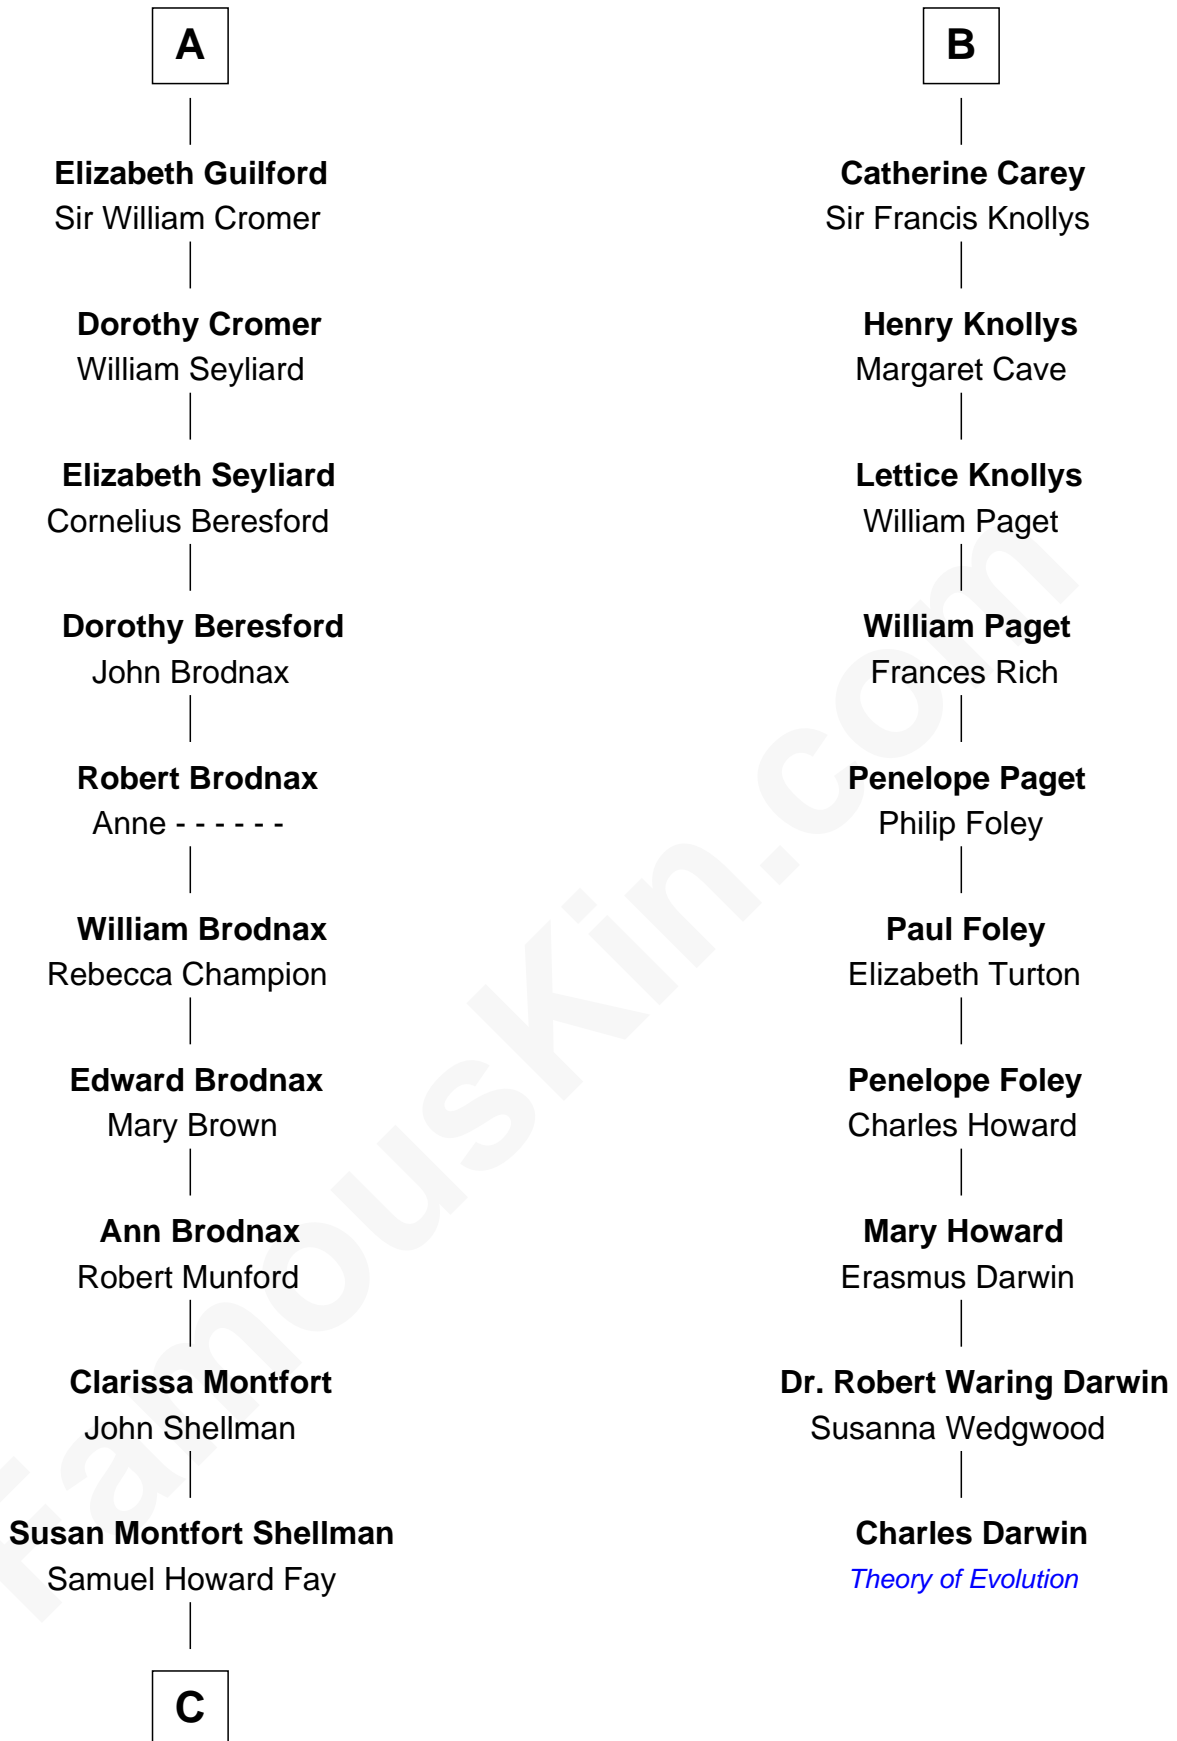 A
Elizabeth Guilford
Sir William Cromer
Dorothy Cromer
William Seyliard
Elizabeth Seyliard
Cornelius Beresford
Dorothy Beresford
John Brodnax
Robert Brodnax
Anne - - - - - -
William Brodnax
Rebecca Champion
Edward Brodnax
Mary Brown
Ann Brodnax
Robert Munford
Clarissa Montfort
John Shellman
Susan Montfort Shellman
Samuel Howard Fay
C
B
Catherine Carey
Sir Francis Knollys
Henry Knollys
Margaret Cave
Lettice Knollys
William Paget
William Paget
Frances Rich
Penelope Paget
Philip Foley
Paul Foley
Elizabeth Turton
Penelope Foley
Charles Howard
Mary Howard
Erasmus Darwin
Dr. Robert Waring Darwin
Susanna Wedgwood
Charles Darwin
Theory of Evolution
FamousKin.com